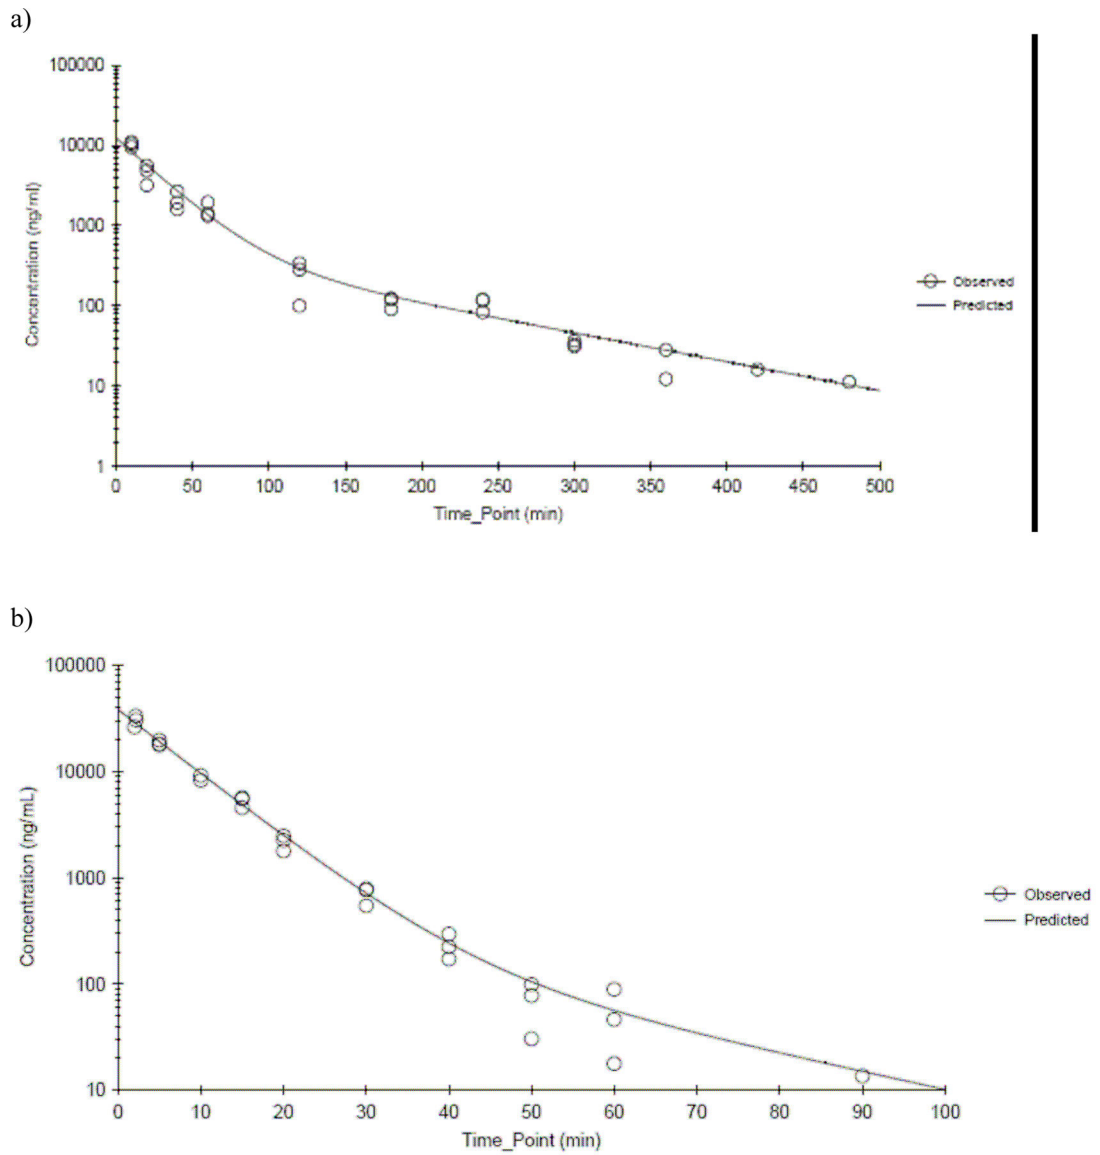 a)
100000
10000
1000
100
10
1
Concentration (ng/ml)
0 50 100 150 200 250 300 350 400 450 500
Time_Point (min)
Observed
Predicted
b)
100000
10000
1000
100
10
Concentration (ng/mL)
0 10 20 30 40 50 60 70 80 90 100
Time_Point (min)
Observed
Predicted